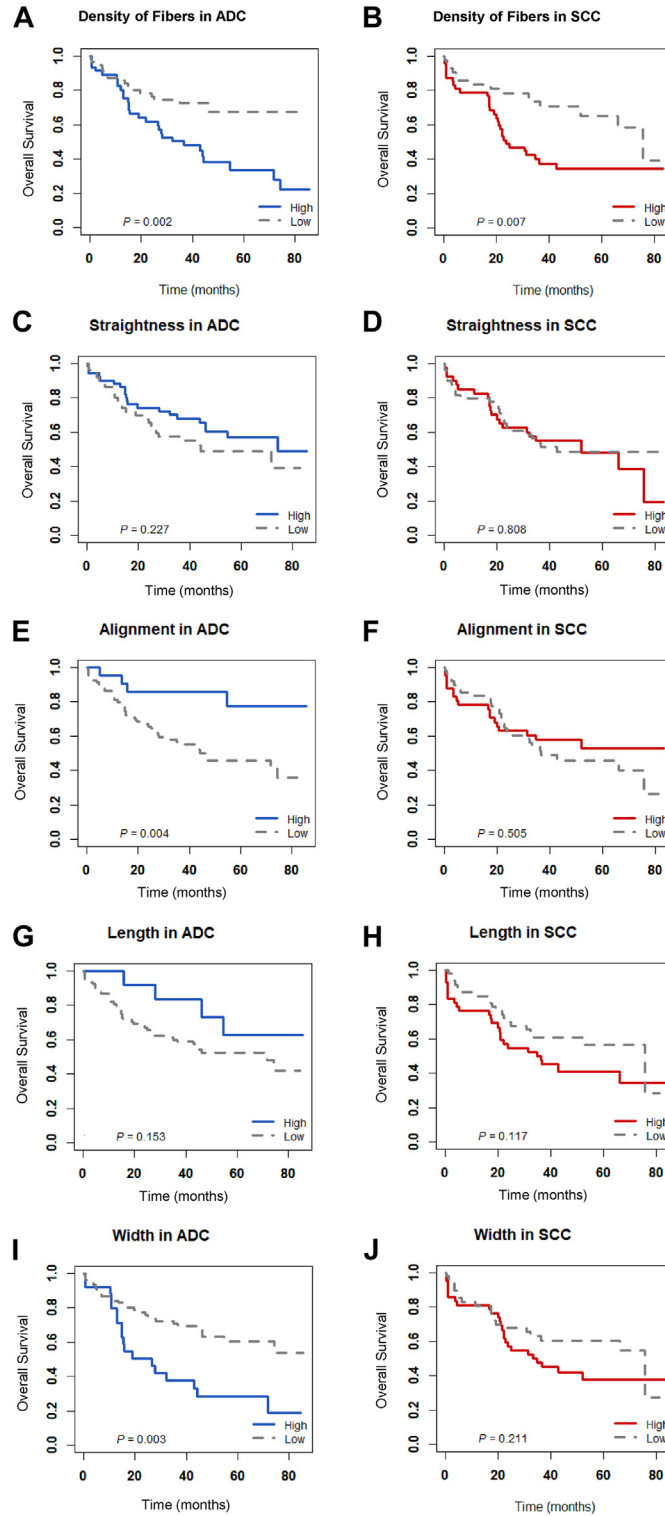 A
Density of Fibers in ADC
Overall Survival
1.0
0.8
0.6
0.4
0.2
0.0
High
Low
P = 0.002
0 20 40 60 80
Time (months)
B
Density of Fibers in SCC
Overall Survival
1.0
0.8
0.6
0.4
0.2
0.0
High
Low
P = 0.007
0 20 40 60 80
Time (months)
C
Straightness in ADC
Overall Survival
1.0
0.8
0.6
0.4
0.2
0.0
High
Low
P = 0.227
0 20 40 60 80
Time (months)
D
Straightness in SCC
Overall Survival
1.0
0.8
0.6
0.4
0.2
0.0
High
Low
P = 0.808
0 20 40 60 80
Time (months)
E
Alignment in ADC
Overall Survival
1.0
0.8
0.6
0.4
0.2
0.0
High
Low
P = 0.004
0 20 40 60 80
Time (months)
F
Alignment in SCC
Overall Survival
1.0
0.8
0.6
0.4
0.2
0.0
High
Low
P = 0.505
0 20 40 60 80
Time (months)
G
Length in ADC
Overall Survival
1.0
0.8
0.6
0.4
0.2
0.0
High
Low
P = 0.153
0 20 40 60 80
Time (months)
H
Length in SCC
Overall Survival
1.0
0.8
0.6
0.4
0.2
0.0
High
Low
P = 0.117
0 20 40 60 80
Time (months)
I
Width in ADC
Overall Survival
1.0
0.8
0.6
0.4
0.2
0.0
High
Low
P = 0.003
0 20 40 60 80
Time (months)
J
Width in SCC
Overall Survival
1.0
0.8
0.6
0.4
0.2
0.0
High
Low
P = 0.211
0 20 40 60 80
Time (months)